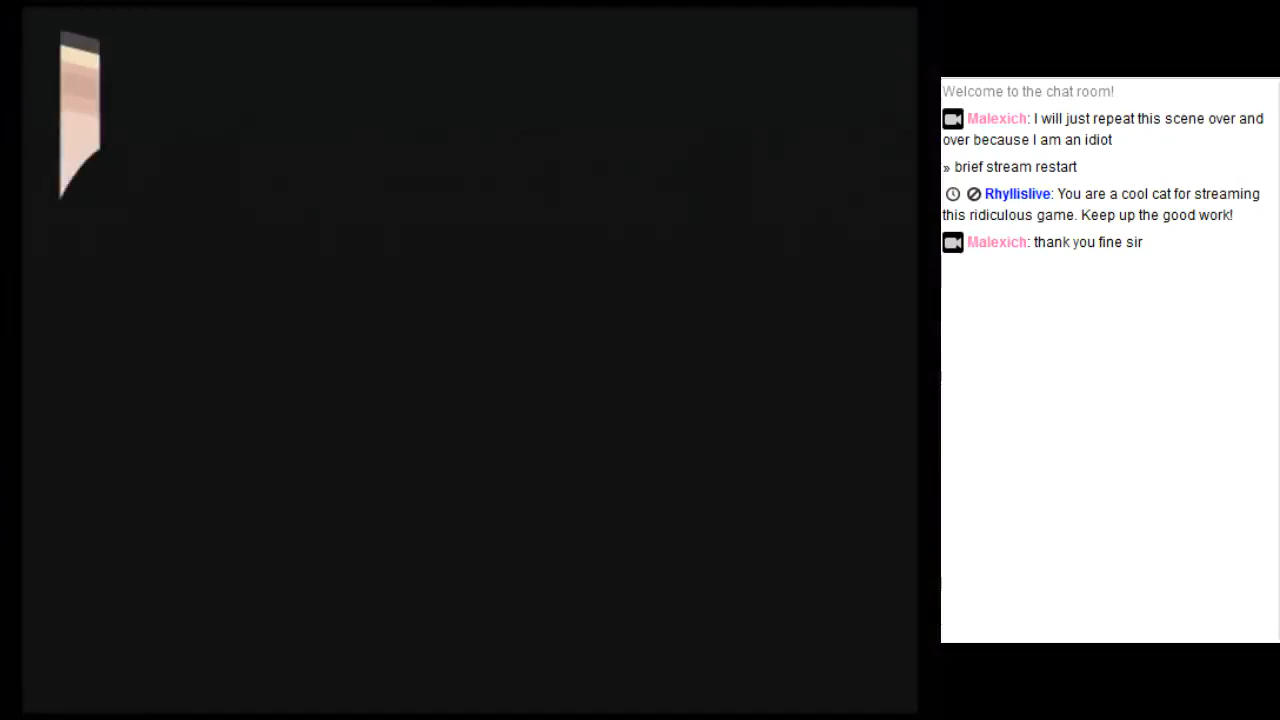 Welcome to the chat room!
Malexich: I will just repeat this scene over and
over because I am an idiot
» brief stream restart
Rhyllislive: You are a cool cat for streaming
this ridiculous game. Keep up the good work!
Malexich: thank you fine sir